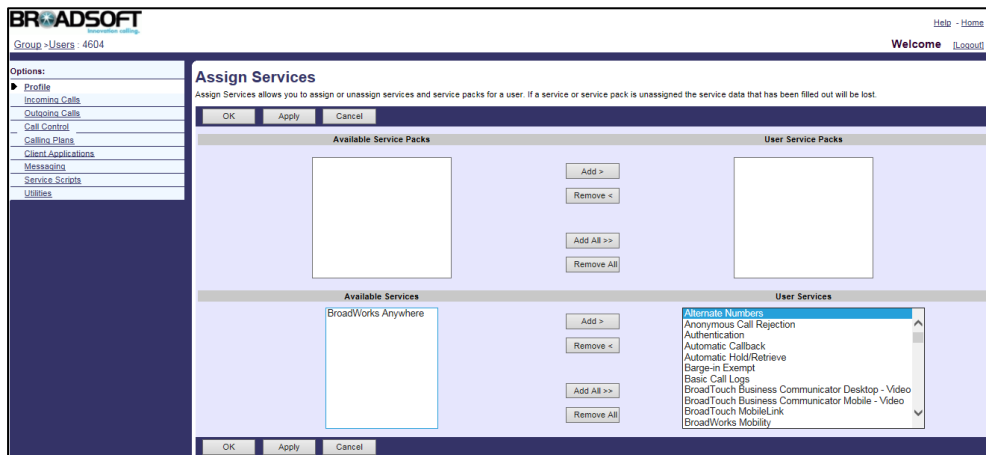 BROADSOFT
innovation calling.
Help - Home
Group >Users : 4604
Welcome [Logout]
Options:
Profile
Incoming Calls
Outgoing Calls
Call Control
Calling Plans
Client Applications
Messaging
Service Scripts
Utilities
Assign Services
Assign Services allows you to assign or unassign services and service packs for a user. If a service or service pack is unassigned the service data that has been filled out will be lost.
OK Apply Cancel
Available Service Packs User Service Packs
Add >
Remove <
Add All >>
Remove All
Available Services User Services
BroadWorks Anywhere
Add >
Remove <
Add All >>
Remove All
Alternate Numbers
Anonymous Call Rejection
Authentication
Automatic Callback
Automatic Hold/Retrieve
Barge-in Exempt
Basic Call Logs
BroadTouch Business Communicator Desktop - Video
BroadTouch Business Communicator Mobile - Video
BroadTouch MobileLink
BroadWorks Mobility
OK Apply Cancel